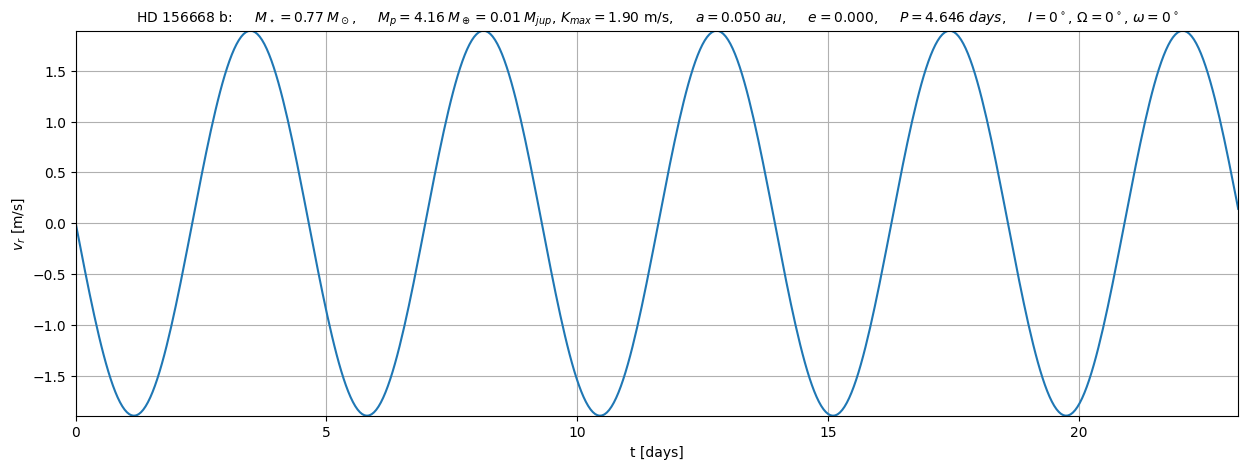 HD 156668 b: M⋆ = 0.77 M⊙, Mp = 4.16 M⊕ = 0.01 Mjup, Kmax = 1.90 m/s, a = 0.050 au, e = 0.000, P = 4.646 days, I = 0°, Ω = 0°, ω = 0°
1.5
1.0
0.5
0.0
−0.5
−1.0
−1.5
vr [m/s]
0 5 10 15 20
t [days]